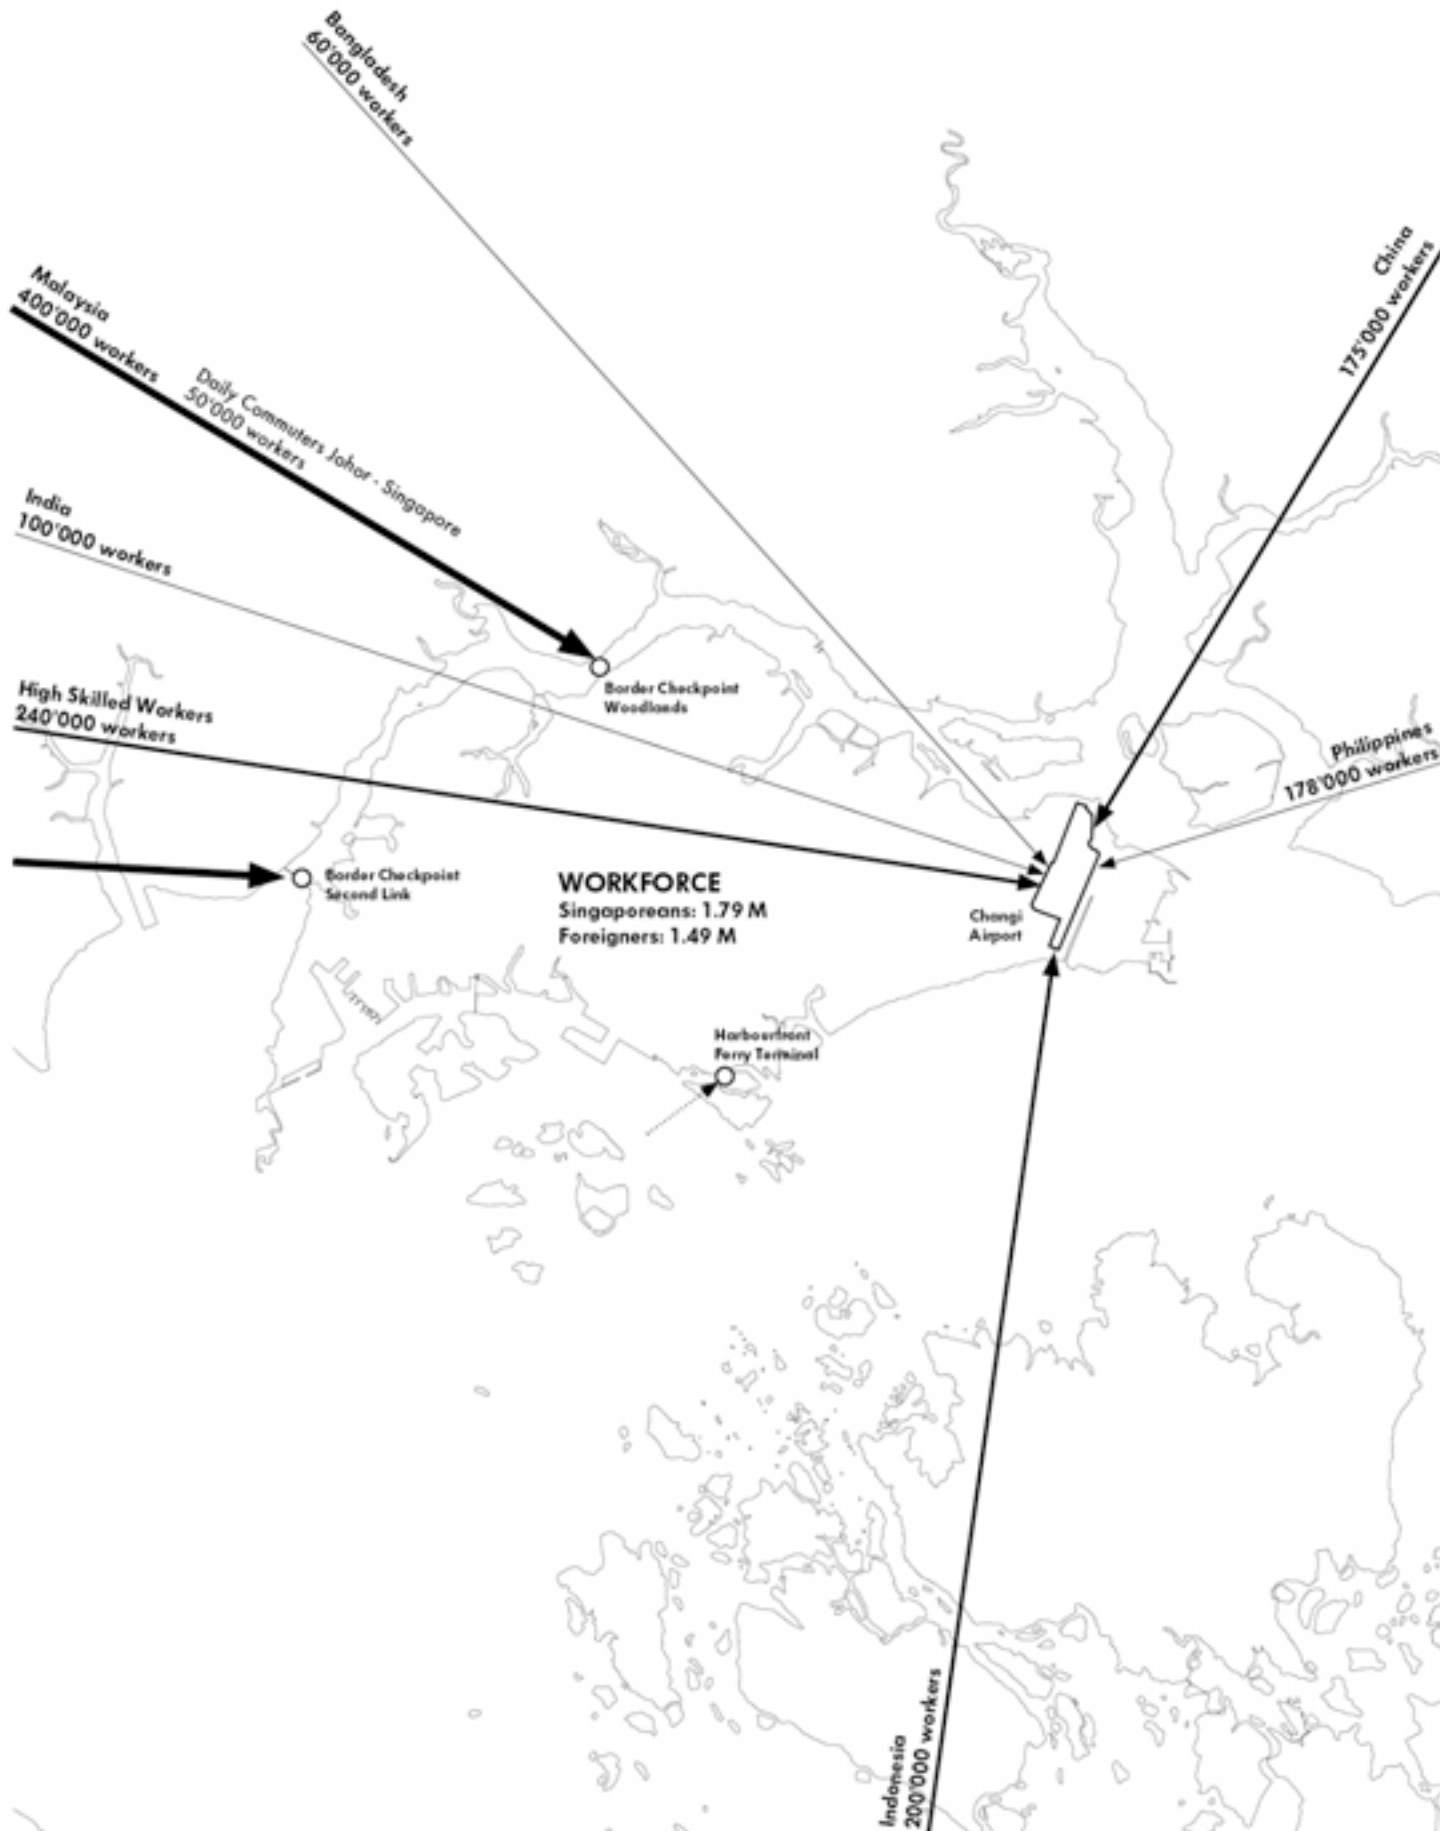 Bangladesh
60'000 workers
China
175'000 workers
Malaysia
400'000 workers
Daily Commuters Johor - Singapore
50'000 workers
India
100'000 workers
High Skilled Workers
240'000 workers
Border Checkpoint
Woodlands
Philippines
178'000 workers
Border Checkpoint
Second Link
WORKFORCE
Singaporeans: 1.79 M
Foreigners: 1.49 M
Changi
Airport
Harbourfront
Ferry Terminal
Indonesia
200'000 workers